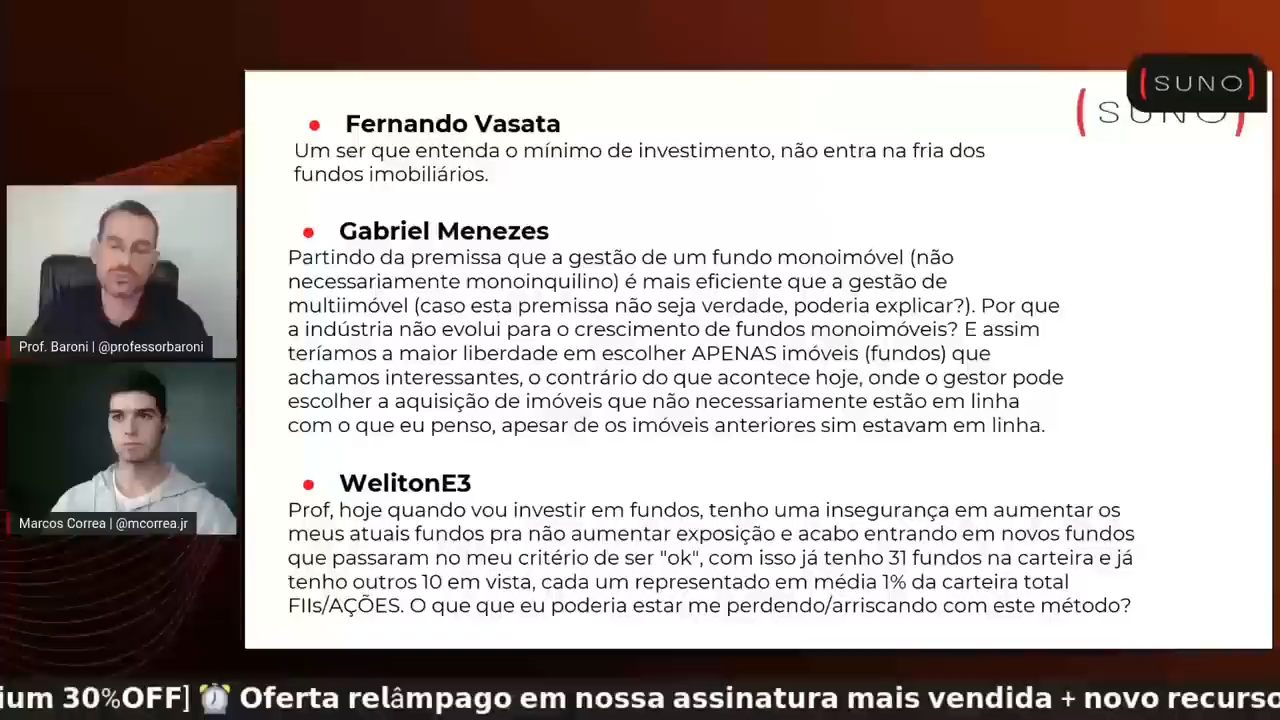 (SUNO)
(SUNO)
Fernando Vasata
Um ser que entenda o mínimo de investimento, não entra na fria dos
fundos imobiliários.
Gabriel Menezes
Partindo da premissa que a gestão de um fundo monoimóvel (não
necessariamente monoinquilino) é mais eficiente que a gestão de
multiimóvel (caso esta premissa não seja verdade, poderia explicar?). Por que
a indústria não evolui para o crescimento de fundos monoimóveis? E assim
teríamos a maior liberdade em escolher APENAS imóveis (fundos) que
achamos interessantes, o contrário do que acontece hoje, onde o gestor pode
escolher a aquisição de imóveis que não necessariamente estão em linha
com o que eu penso, apesar de os imóveis anteriores sim estavam em linha.
WelitonE3
Prof, hoje quando vou investir em fundos, tenho uma insegurança em aumentar os
meus atuais fundos pra não aumentar exposição e acabo entrando em novos fundos
que passaram no meu critério de ser "ok", com isso já tenho 31 fundos na carteira e já
tenho outros 10 em vista, cada um representado em média 1% da carteira total
FIIs/AÇÕES. O que que eu poderia estar me perdendo/arriscando com este método?
Prof. Baroni | @professorbaroni
Marcos Correa | @mcorrea.jr
ium 30%OFF] ⏰ Oferta relâmpago em nossa assinatura mais vendida + novo recurso